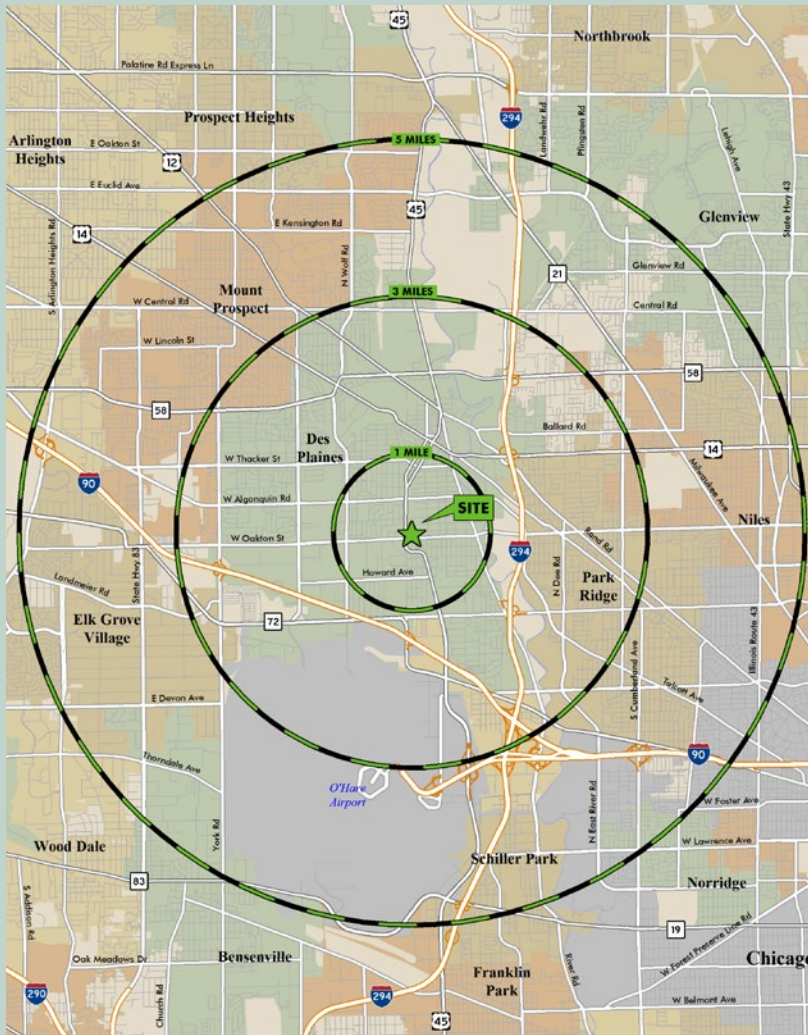 45
Northbrook
Palatine Rd Express Ln
294
Landwehr Rd
Pfingsten Rd
Lehigh Ave
State Hwy 43
Prospect Heights
5 MILES
Arlington
Heights
E Oakton St
12
E Euclid Ave
45
Glenview
14
E Kensington Rd
S Arlington Heights Rd
N Wolf Rd
21
Glenview Rd
Mount
Prospect
3 MILES
W Central Rd
Central Rd
W Lincoln St
58
58
Ballard Rd
14
Des
Plaines
1 MILE
W Thacker St
Milwaukee Ave
90
W Algonquin Rd
SITE
Niles
W Oakton St
294
Rand Rd
State Hwy 83
Howard Ave
N Dee Rd
Park
Ridge
Landmeier Rd
Elk Grove
Village
72
Illinois Route 43
S Cumberland Ave
Talcott Ave
E Devon Ave
90
Thorndale Ave
O'Hare
Airport
N East River Rd
W Foster Ave
York Rd
Wood Dale
W Lawrence Ave
Schiller Park
83
Norridge
S Addison Rd
19
W Forest Preserve Line Rd
Oak Meadows Dr
Bensenville
Chicago
River Rd
Franklin
Park
290
Church Rd
294
W Belmont Ave
45